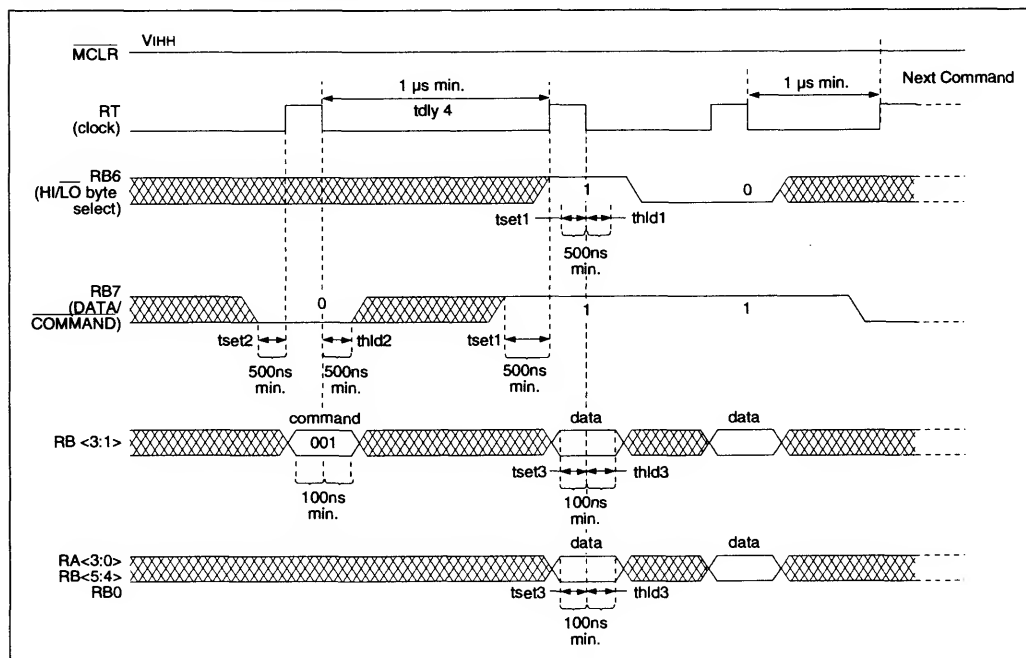 VIHH
MCLR
1 µs min.
1 µs min.
Next Command
RT
(clock)
tdly 4
RB6
(HI/LO byte
select)
1
0
tset1
thld1
500ns
min.
RB7
(DATA/
COMMAND)
0
1
1
tset2
thld2
tset1
500ns
min.
500ns
min.
500ns
min.
command
data
data
RB <3:1>
001
tset3
thld3
100ns
min.
100ns
min.
data
data
RA<3:0>
RB<5:4>
RB0
tset3
thld3
100ns
min.